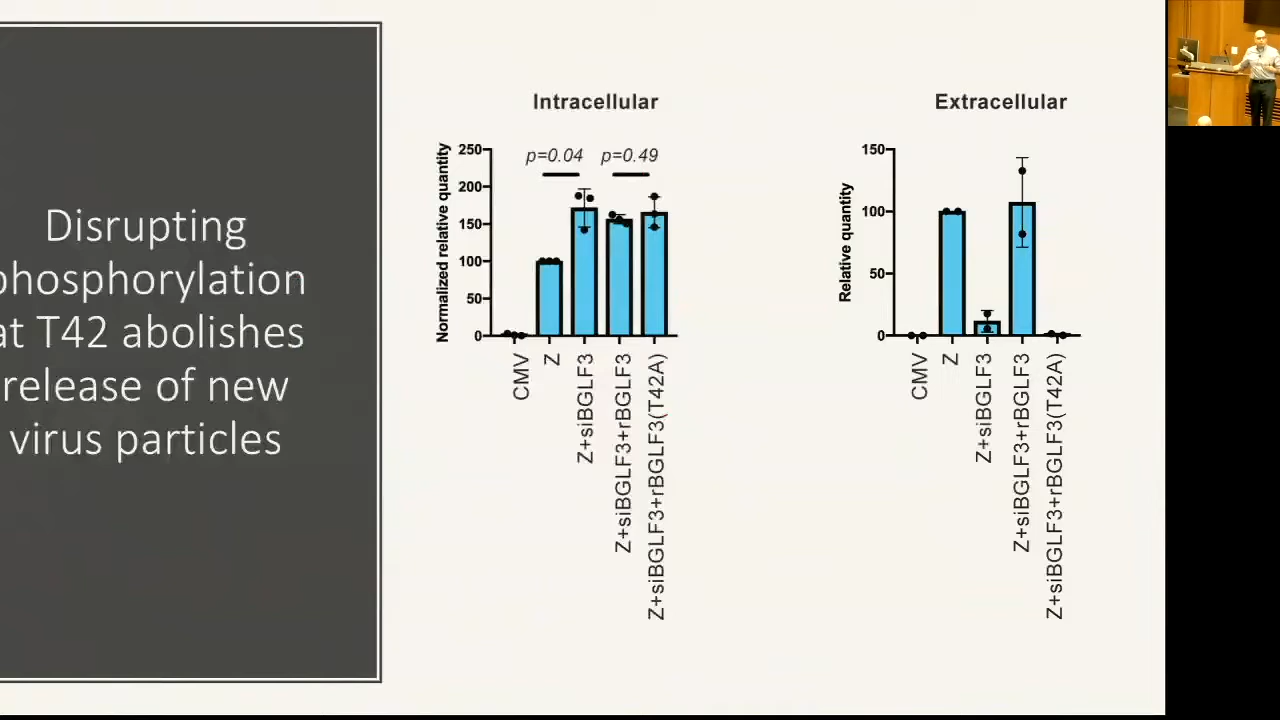 Disrupting
phosphorylation
at T42 abolishes
release of new
virus particles
Intracellular
Normalized relative quantity
250
200
150
100
50
0
p=0.04
p=0.49
CMV
Z
Z+siBGLF3
Z+siBGLF3+rBGLF3
Z+siBGLF3+rBGLF3(T42A)
Extracellular
Relative quantity
150
100
50
0
CMV
Z
Z+siBGLF3
Z+siBGLF3+rBGLF3
Z+siBGLF3+rBGLF3(T42A)